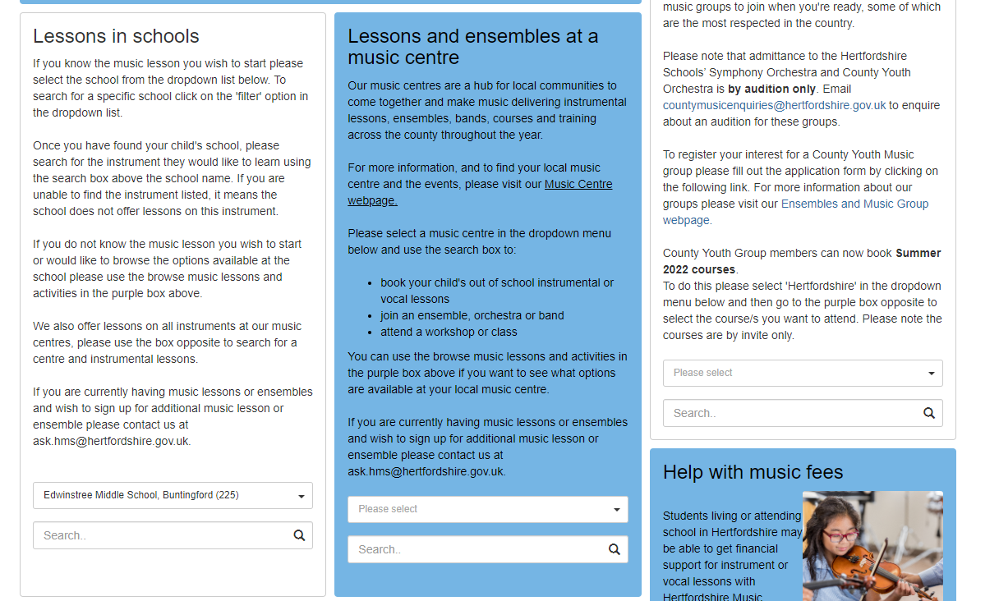 Lessons in schools
If you know the music lesson you wish to start please
select the school from the dropdown list below. To
search for a specific school click on the 'filter' option in
the dropdown list.
Once you have found your child's school, please
search for the instrument they would like to learn using
the search box above the school name. If you are
unable to find the instrument listed, it means the
school does not offer lessons on this instrument.
If you do not know the music lesson you wish to start
or would like to browse the options available at the
school please use the browse music lessons and
activities in the purple box above.
We also offer lessons on all instruments at our music
centres, please use the box opposite to search for a
centre and instrumental lessons.
If you are currently having music lessons or ensembles
and wish to sign up for additional music lesson or
ensemble please contact us at
ask.hms@hertfordshire.gov.uk.
Edwinstree Middle School, Buntingford (225)
Search..
Lessons and ensembles at a
music centre
Our music centres are a hub for local communities to
come together and make music delivering instrumental
lessons, ensembles, bands, courses and training
across the county throughout the year.
For more information, and to find your local music
centre and the events, please visit our Music Centre
webpage.
Please select a music centre in the dropdown menu
below and use the search box to:
• book your child's out of school instrumental or
vocal lessons
• join an ensemble, orchestra or band
• attend a workshop or class
You can use the browse music lessons and activities in
the purple box above if you want to see what options
are available at your local music centre.
If you are currently having music lessons or ensembles
and wish to sign up for additional music lesson or
ensemble please contact us at
ask.hms@hertfordshire.gov.uk.
Please select
Search..
music groups to join when you're ready, some of which
are the most respected in the country.
Please note that admittance to the Hertfordshire
Schools' Symphony Orchestra and County Youth
Orchestra is by audition only. Email
countymusicenquiries@hertfordshire.gov.uk to enquire
about an audition for these groups.
To register your interest for a County Youth Music
group please fill out the application form by clicking on
the following link. For more information about our
groups please visit our Ensembles and Music Group
webpage.
County Youth Group members can now book Summer
2022 courses.
To do this please select 'Hertfordshire' in the dropdown
menu below and then go to the purple box opposite to
select the course/s you want to attend. Please note the
courses are by invite only.
Please select
Search..
Help with music fees
Students living or attending
school in Hertfordshire may
be able to get financial
support for instrument or
vocal lessons with
Hertfordshire Music